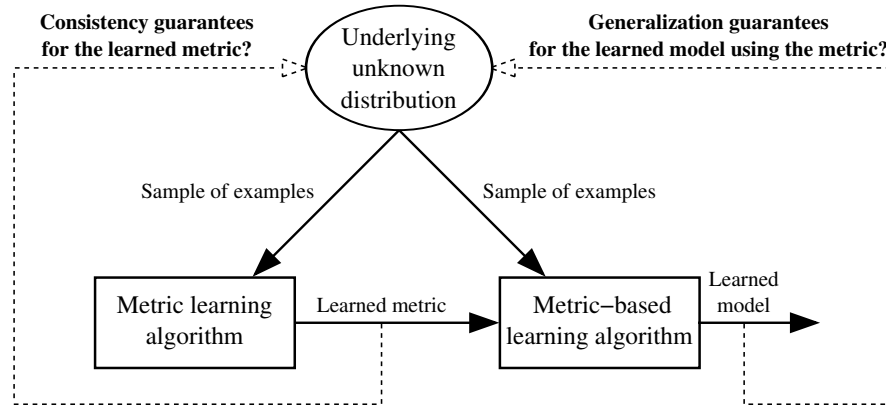 Consistency guarantees
for the learned metric?
Underlying
unknown
distribution
Generalization guarantees
for the learned model using the metric?
Sample of examples
Sample of examples
Metric learning
algorithm
Learned metric
Metric−based
learning algorithm
Learned
model